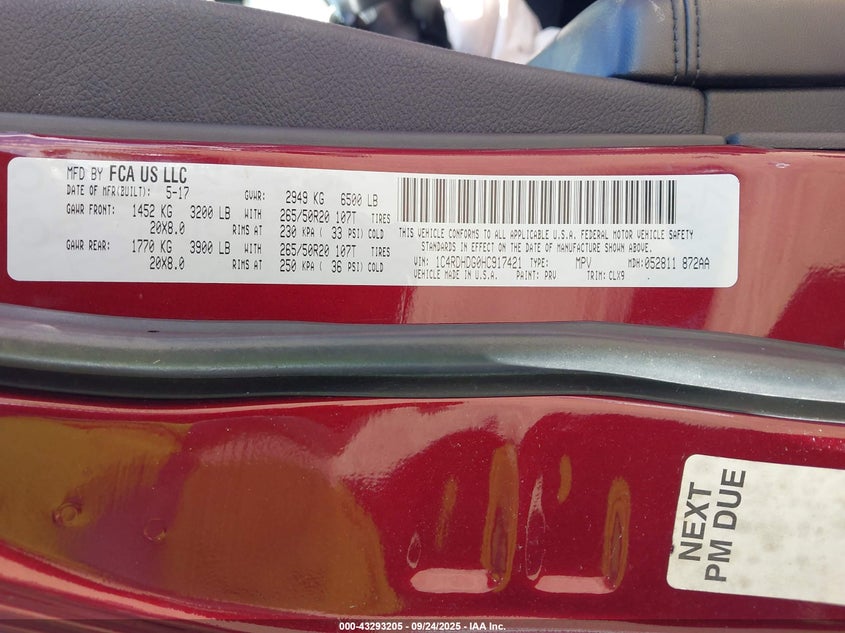 MFD BY FCA US LLC
DATE OF MFR(BUILT): 5-17 GVWR: 2949 KG 6500 LB
GAWR FRONT: 1452 KG 3200 LB WITH 265/50R20 107T TIRES
20X8.0 RIMS AT 230 KPA ( 33 PSI) COLD
GAWR REAR: 1770 KG 3900 LB WITH 265/50R20 107T TIRES
20X8.0 RIMS AT 250 KPA ( 36 PSI) COLD
THIS VEHICLE CONFORMS TO ALL APPLICABLE U.S.A. FEDERAL MOTOR VEHICLE SAFETY
STANDARDS IN EFFECT ON THE DATE OF MANUFACTURE SHOWN ABOVE.
VIN: 1C4RDHDG0HC917421 TYPE: MPV MDH:052811 872AA
VEHICLE MADE IN U.S.A. PAINT: PRV TRIM: CLX9
NEXT
PM DUE
000-43293205 - 09/24/2025 - IAA Inc.